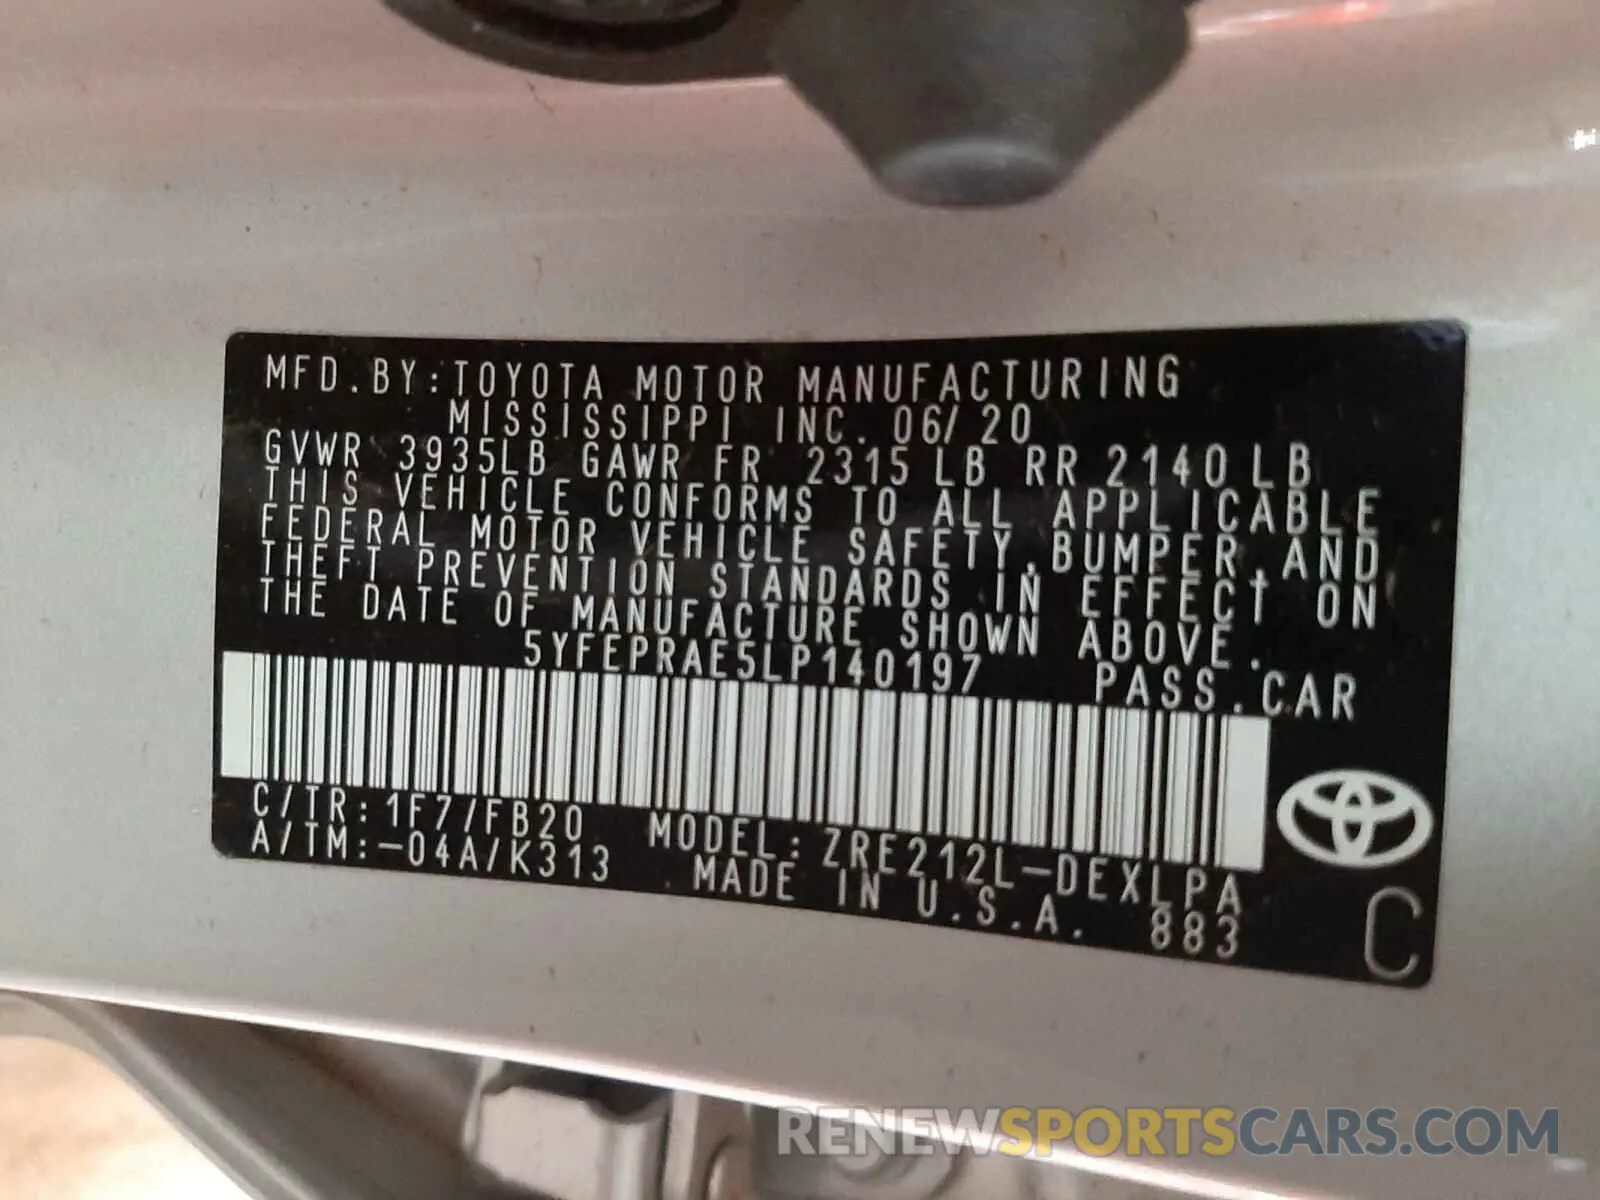 MFD.BY:TOYOTA MOTOR MANUFACTURING
MISSISSIPPI INC. 06/20
GVWR 3935LB GAWR FR 2315 LB RR 2140 LB
THIS VEHICLE CONFORMS TO ALL APPLICABLE
FEDERAL MOTOR VEHICLE SAFETY,BUMPER,AND
THEFT PREVENTION STANDARDS IN EFFECT ON
THE DATE OF MANUFACTURE SHOWN ABOVE.
5YFEPRAE5LP140197 PASS.CAR
C/TR:1F7/FB20 MODEL:ZRE212L-DEXLPA
A/TM:-04A/K313 MADE IN U.S.A. 883
C
RENEWSPORTSCARS.COM